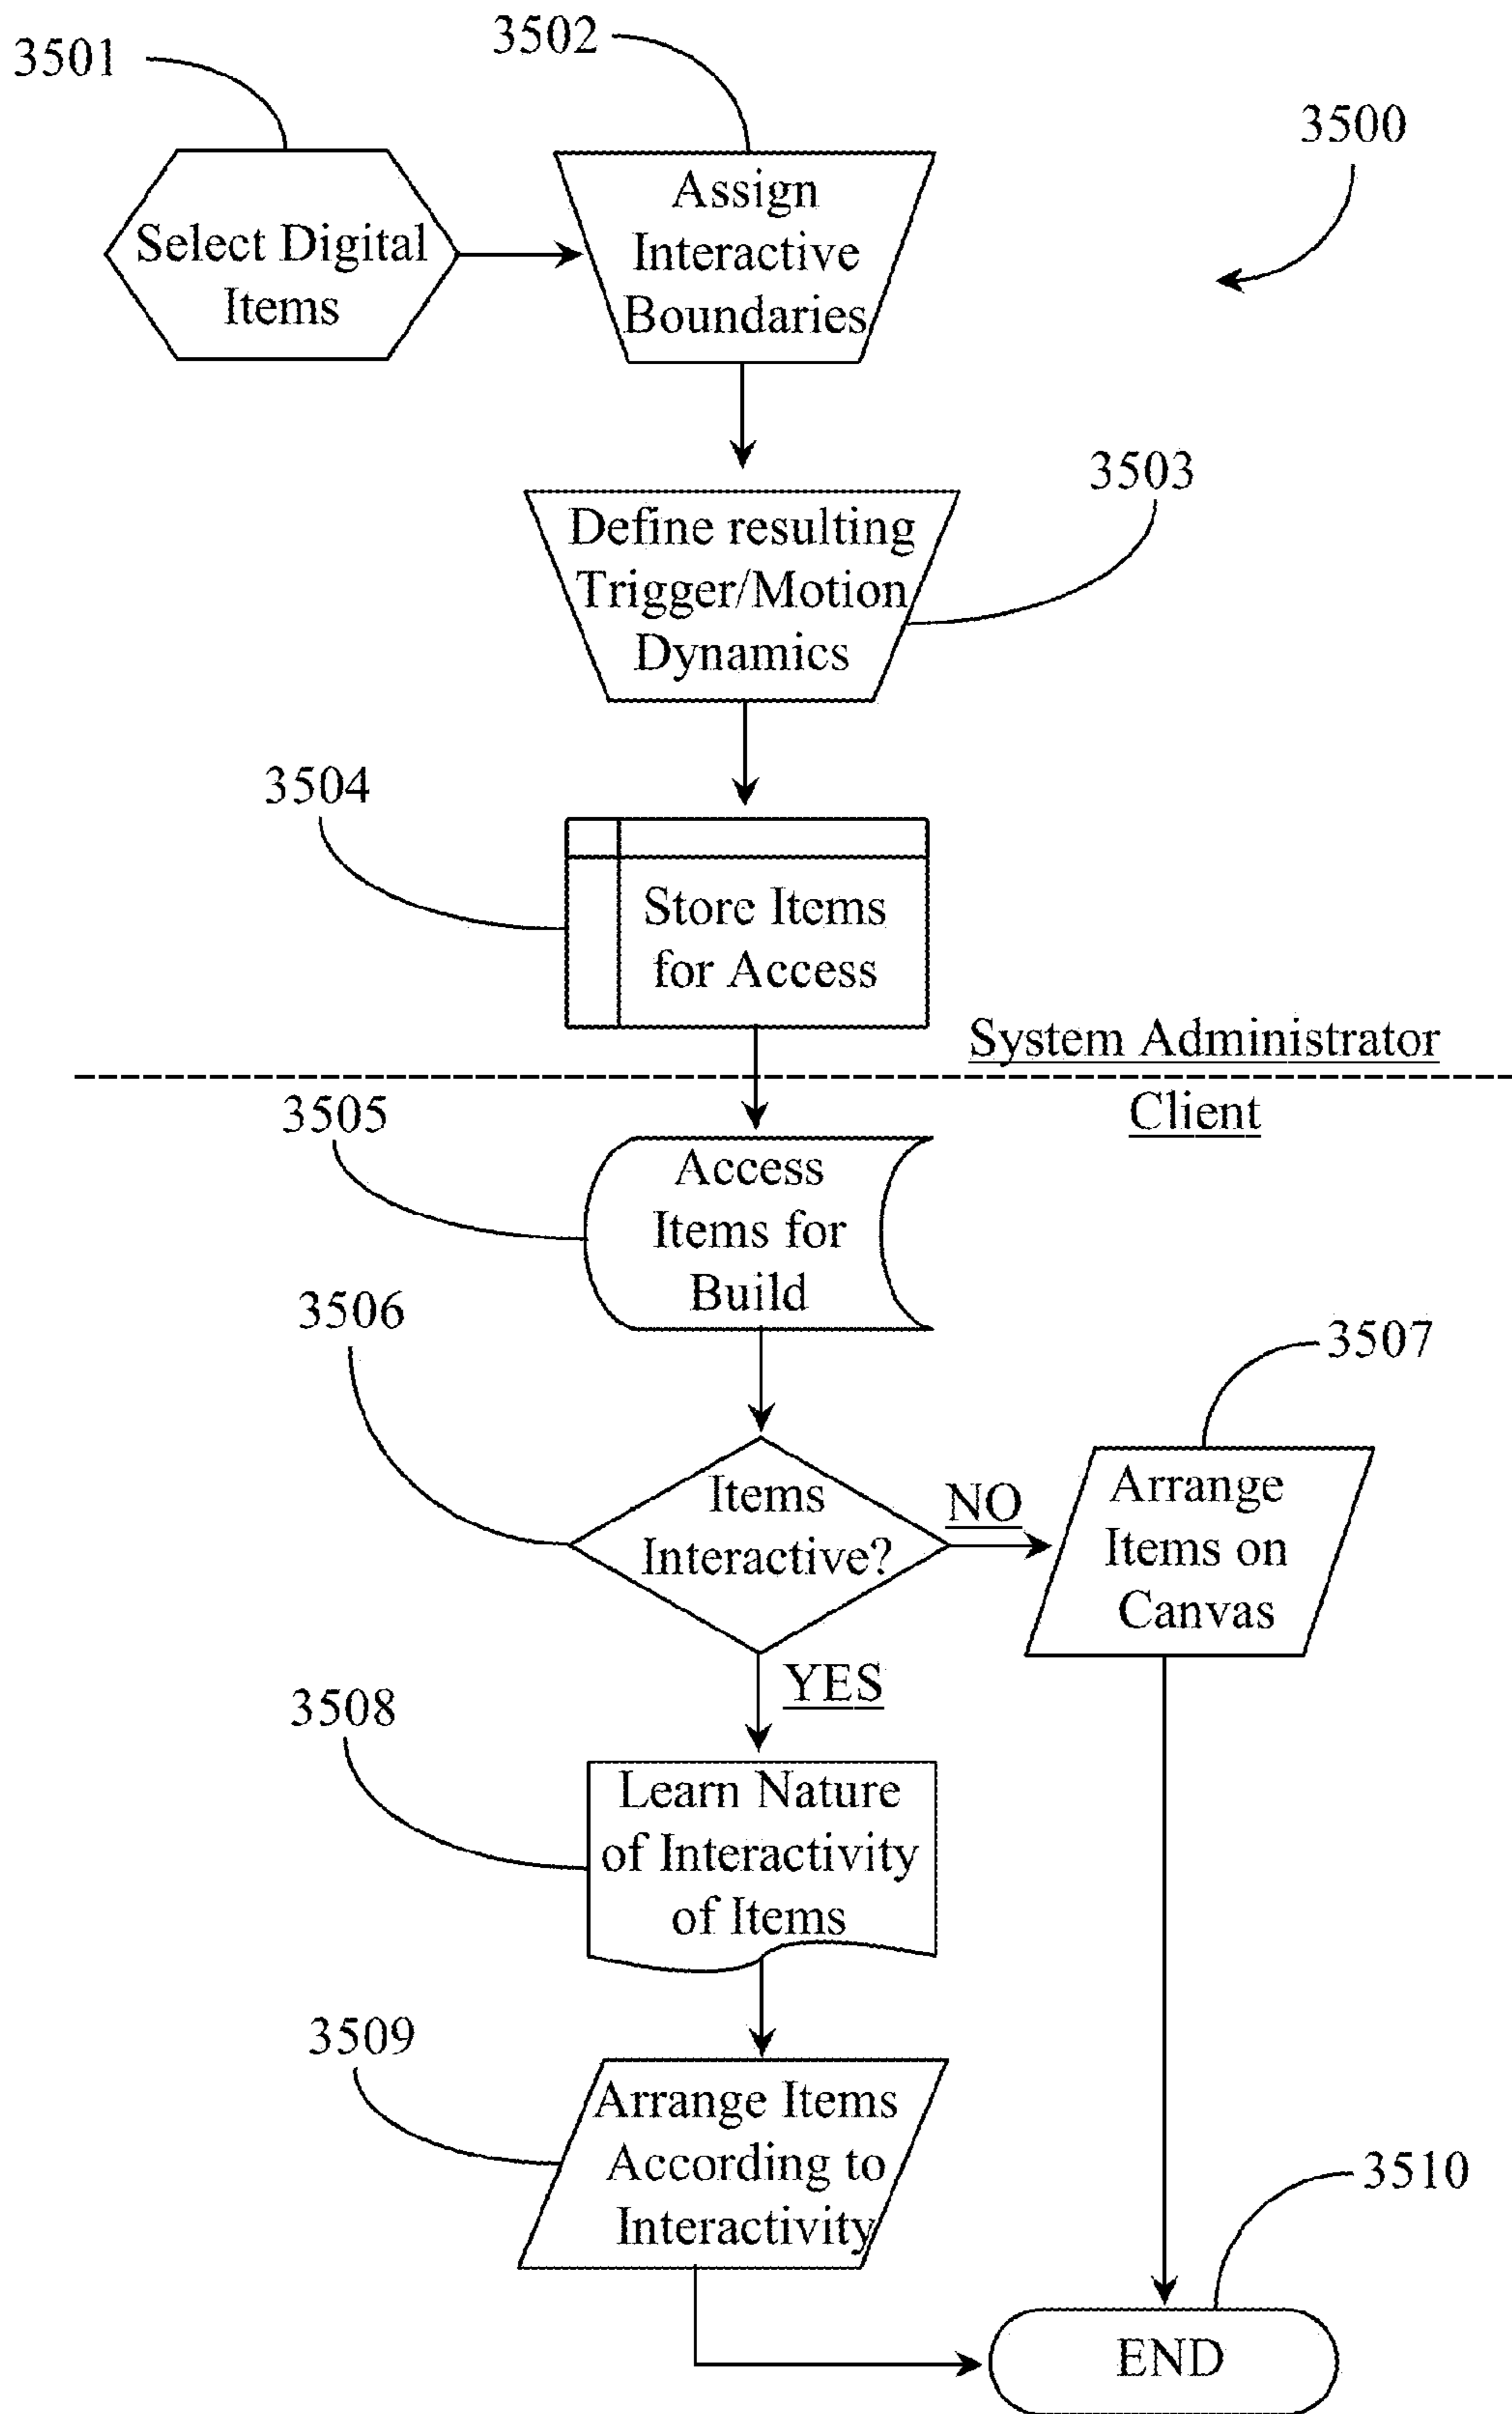 3501
3502
3500
Select Digital
Items
Assign
Interactive
Boundaries
3503
Define resulting
Trigger/Motion
Dynamics
3504
Store Items
for Access
System Administrator
Client
3505
Access
Items for
Build
3506
3507
Items
Interactive?
NO
Arrange
Items on
Canvas
YES
3508
Learn Nature
of Interactivity
of Items
3509
Arrange Items
According to
Interactivity
3510
END